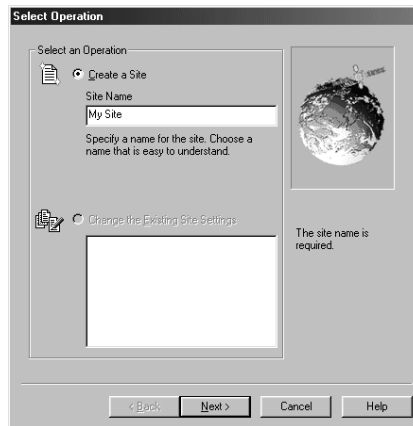 Select Operation
Select an Operation
Create a Site
Site Name
My Site
Specify a name for the site. Choose a
name that is easy to understand.
Change the Existing Site Settings
The site name is
required.
< Back
Next >
Cancel
Help